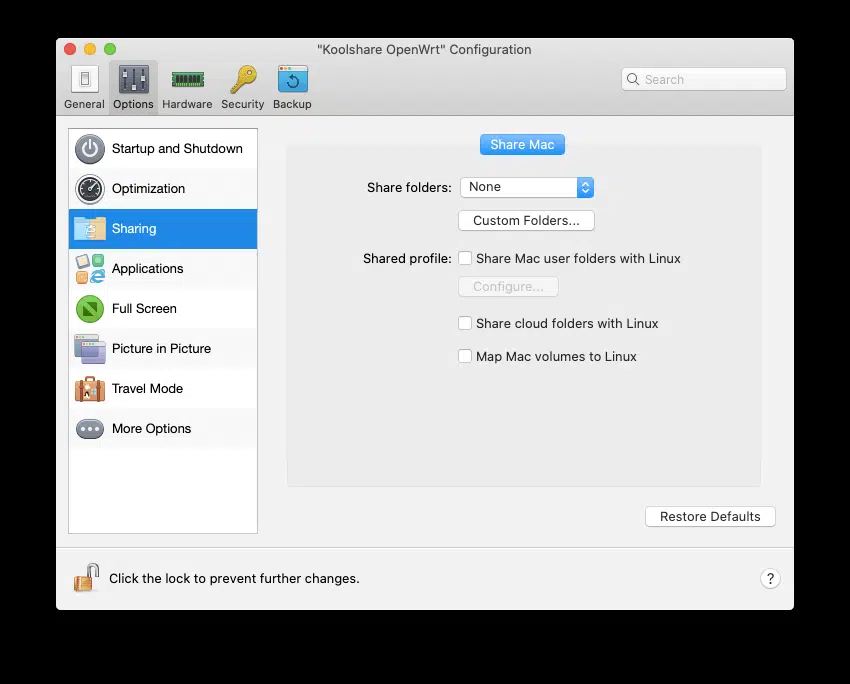 "Koolshare OpenWrt" Configuration
General Options Hardware Security Backup
Search
Startup and Shutdown
Optimization
Sharing
Applications
Full Screen
Picture in Picture
Travel Mode
More Options
Share Mac
Share folders: None
Custom Folders...
Shared profile: Share Mac user folders with Linux
Configure...
Share cloud folders with Linux
Map Mac volumes to Linux
Restore Defaults
Click the lock to prevent further changes.
?